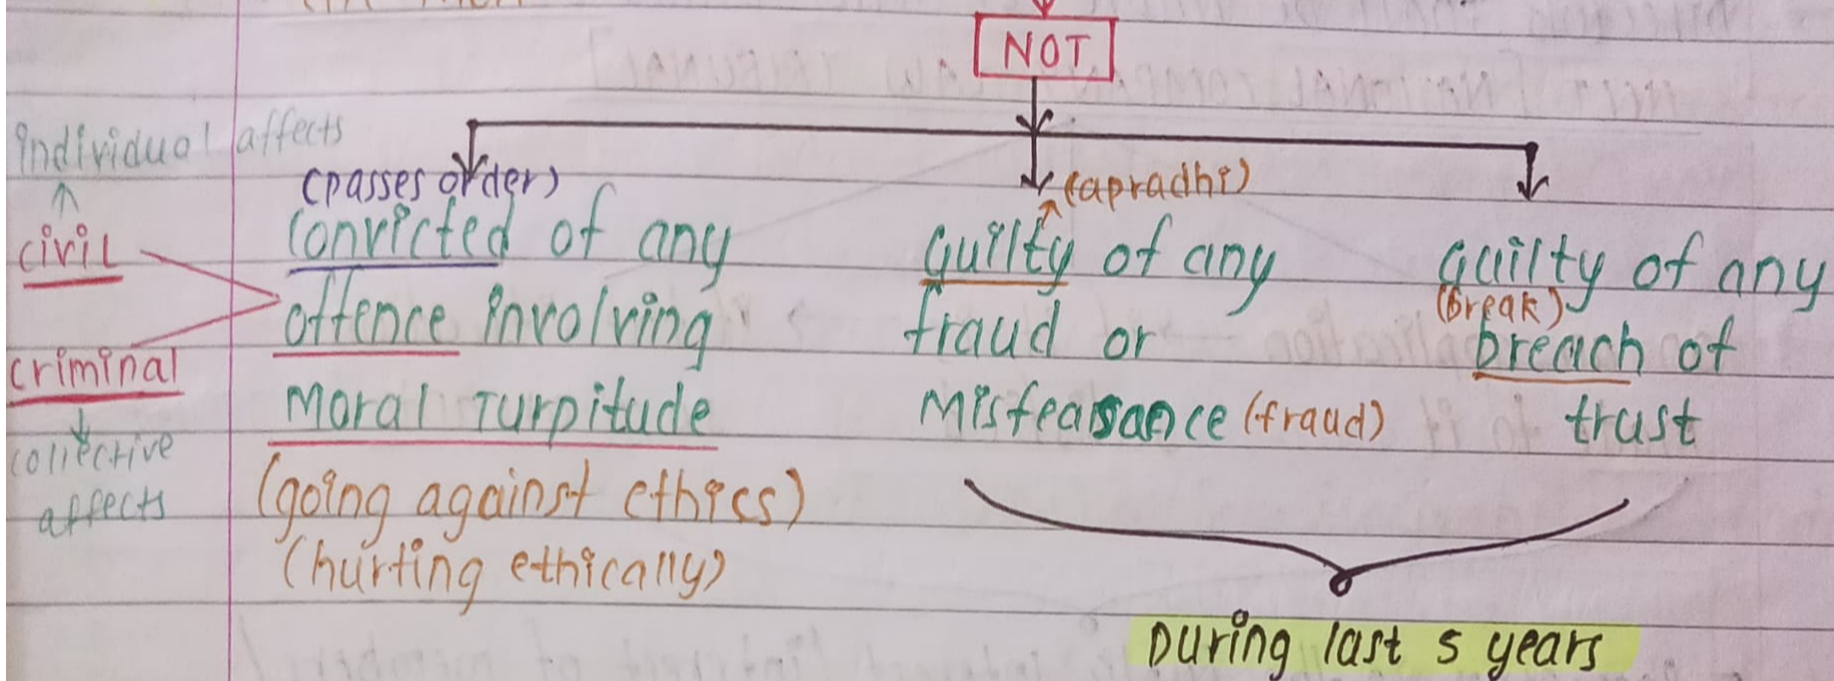 NOT
individual affects
civil
criminal
collective
affects
(passes order)
convicted of any
offence involving
Moral Turpitude
(going against ethics)
(hurting ethically)
(apradhi)
guilty of any
fraud or
Misfeasance (fraud)
guilty of any
(break)
breach of
trust
During last 5 years